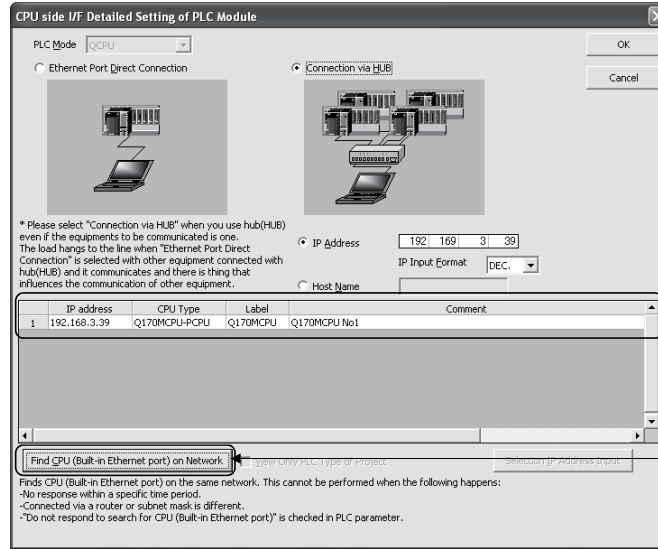 CPU side I/F Detailed Setting of PLC Module
PLC Mode QCPU
OK
Cancel
Ethernet Port Direct Connection
Connection via HUB
* Please select "Connection via HUB" when you use hub(HUB)
even if the equipments to be communicated is one.
The load hangs to the line when "Ethernet Port Direct
Connection" is selected with other equipment connected with
hub(HUB) and it communicates and there is thing that
influences the communication of other equipment.
IP Address 192 169 3 39
IP Input Format DEC.
Host Name
IP address CPU Type Label Comment
1 192.168.3.39 Q170MCPU-PCPU Q170MCPU Q170MCPU No1
Find CPU (Built-in Ethernet port) on Network View Only PLC Type of Project Selection IP Address Input
Finds CPU (Built-in Ethernet port) on the same network. This cannot be performed when the following happens:
-No response within a specific time period.
-Connected via a router or subnet mask is different.
-"Do not respond to search for CPU (Built-in Ethernet port)" is checked in PLC parameter.